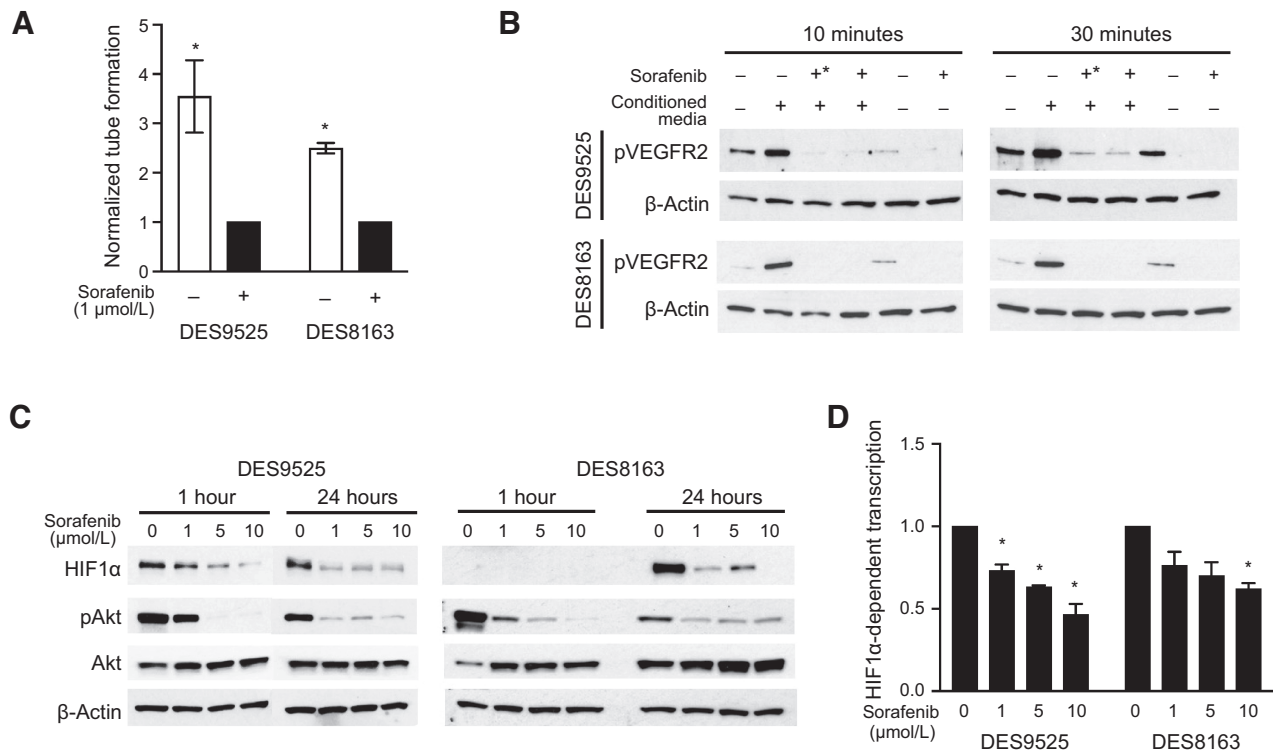 A
Normalized tube formation
5
4
3
2
1
0
* *
Sorafenib
(1 µmol/L)
– + – +
DES9525 DES8163
B
10 minutes 30 minutes
Sorafenib – – +* + – + – – +* + – +
Conditioned
media
– + + + – – – + + + – –
DES9525
pVEGFR2
β-Actin
DES8163
pVEGFR2
β-Actin
C
DES9525 DES8163
1 hour 24 hours 1 hour 24 hours
Sorafenib
(µmol/L)
0 1 5 10 0 1 5 10 0 1 5 10 0 1 5 10
HIF1α
pAkt
Akt
β-Actin
D
HIF1α-dependent transcription
1.5
1.0
0.5
0.0
* * * *
Sorafenib
(µmol/L)
0 1 5 10 0 1 5 10
DES9525 DES8163